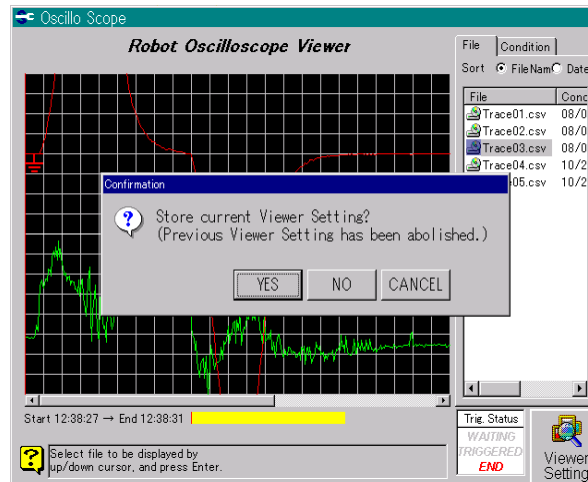 Oscillo Scope
Robot Oscilloscope Viewer
File
Condition
Sort
FileNam
Date
File
Conc
Trace01.csv 08/0
Trace02.csv 08/0
Trace03.csv 08/0
Trace04.csv 10/2
05.csv 10/2
Confirmation
Store current Viewer Setting?
(Previous Viewer Setting has been abolished.)
YES
NO
CANCEL
Start 12:38:27 → End 12:38:31
Select file to be displayed by
up/down cursor, and press Enter.
Trig. Status
WAITING
TRIGGERED
END
Viewer
Setting